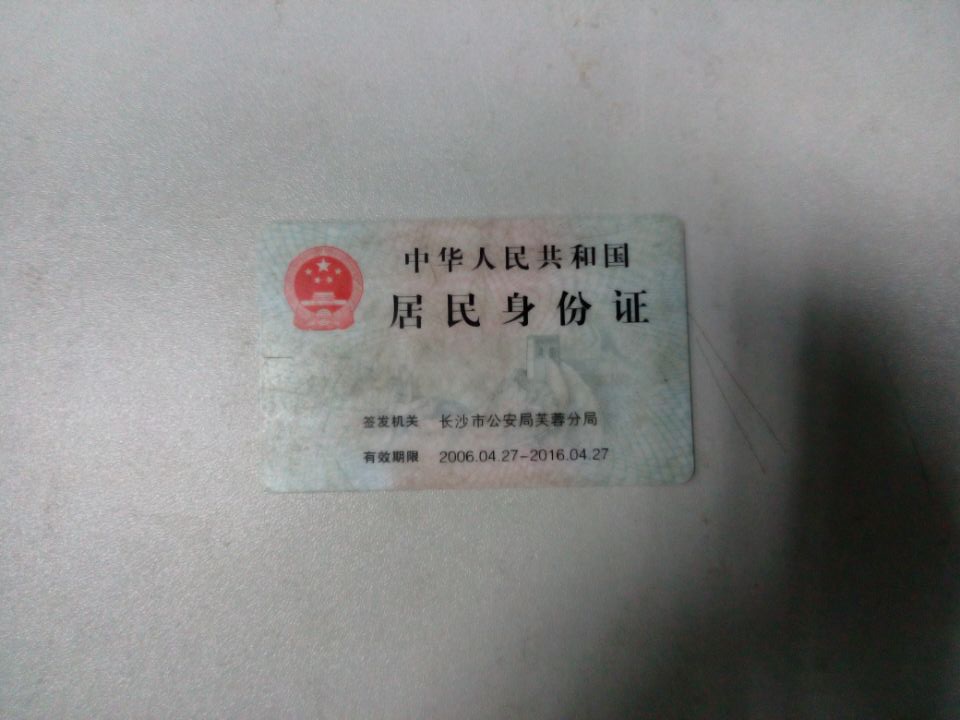 中华人民共和国
居民身份证
签发机关 长沙市公安局芙蓉分局
有效期限 2006.04.27-2016.04.27